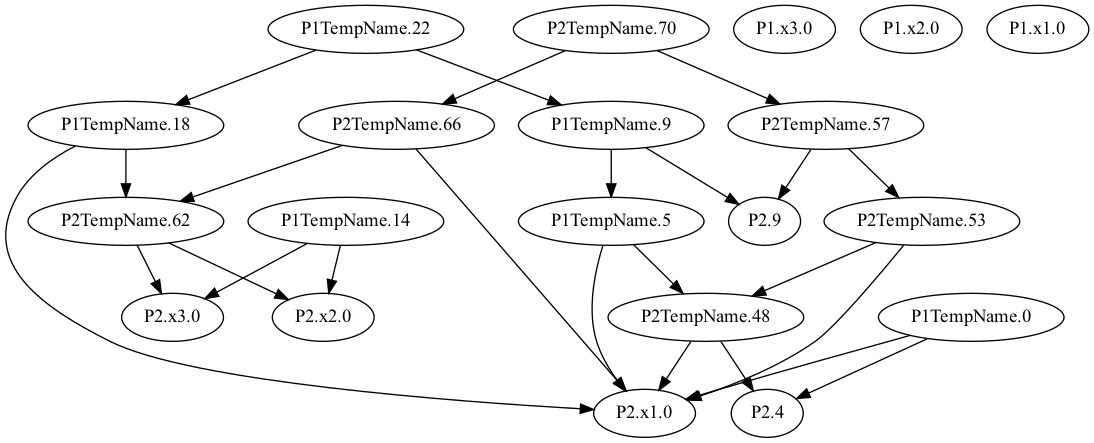 P1TempName.22
P2TempName.70
P1.x3.0
P1.x2.0
P1.x1.0
P1TempName.18
P2TempName.66
P1TempName.9
P2TempName.57
P2TempName.62
P1TempName.14
P1TempName.5
P2.9
P2TempName.53
P2.x3.0
P2.x2.0
P2TempName.48
P1TempName.0
P2.x1.0
P2.4